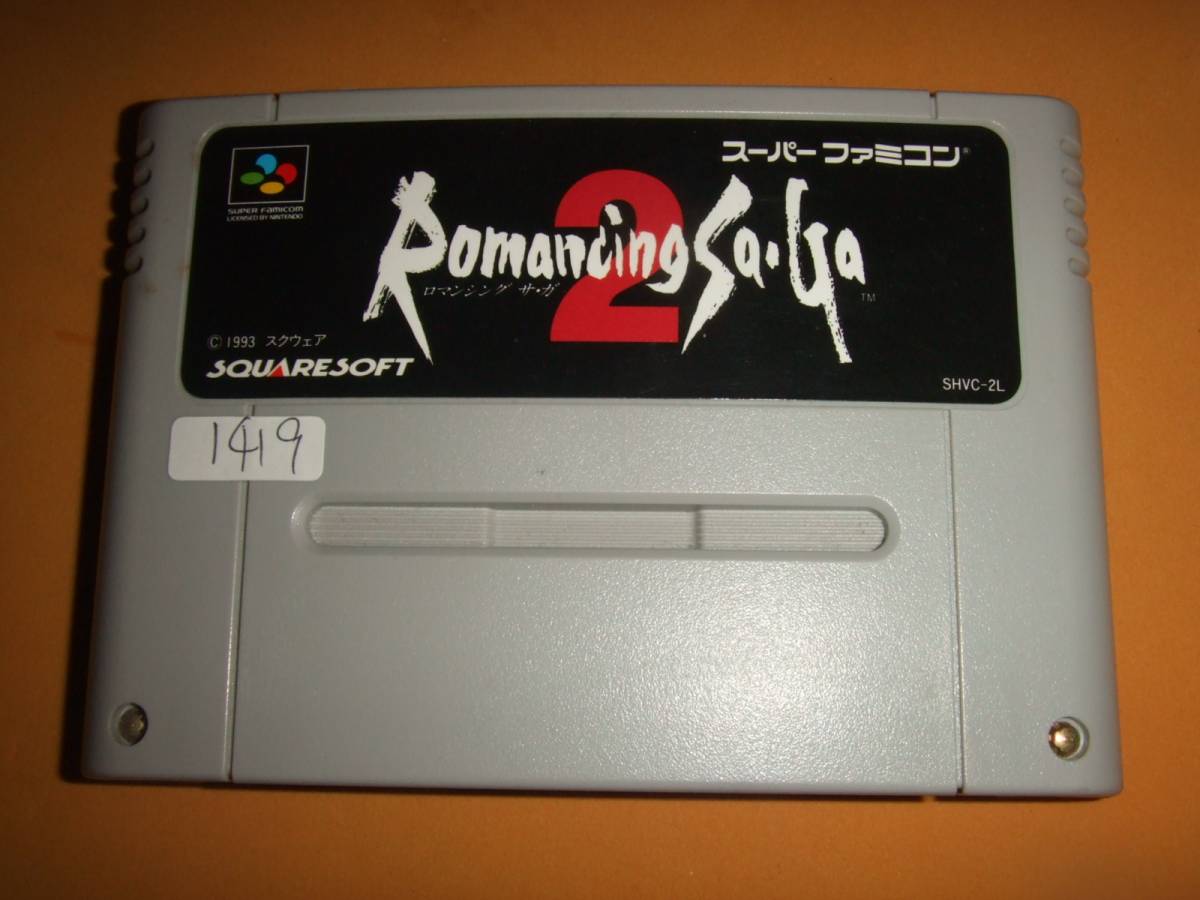 スーパーファミコン®
SUPER FAMICOM
LICENSED BY NINTENDO
Romancing Sa・Ga
2
ロマンシング サ・ガ
TM
© 1993 スクウェア
SQUARESOFT
SHVC-2L
1419